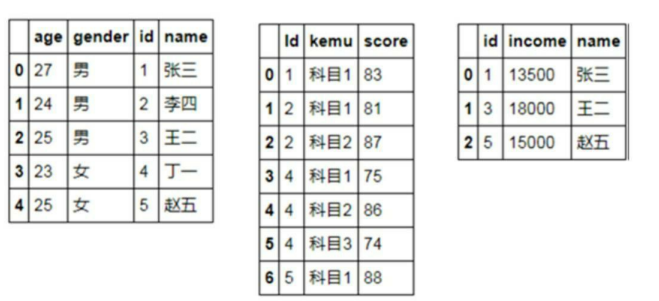 age gender id name
0 27 男 1 张三
1 24 男 2 李四
2 25 男 3 王二
3 23 女 4 丁一
4 25 女 5 赵五
Id kemu score
0 1 科目1 83
1 2 科目1 81
2 2 科目2 87
3 4 科目1 75
4 4 科目2 86
5 4 科目3 74
6 5 科目1 88
id income name
0 1 13500 张三
1 3 18000 王二
2 5 15000 赵五